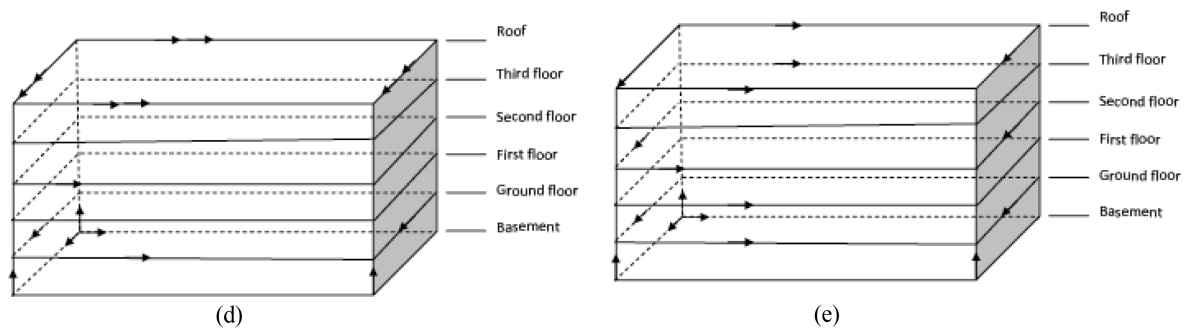 Roof
Third floor
Second floor
First floor
Ground floor
Basement
(d)
Roof
Third floor
Second floor
First floor
Ground floor
Basement
(e)